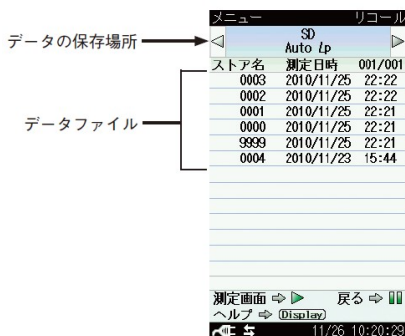 メニュー リコール
データの保存場所
SD
Auto Lp
ストア名 測定日時 001/001
0003 2010/11/25 22:22
0002 2010/11/25 22:22
0001 2010/11/25 22:21
データファイル
0000 2010/11/25 22:21
9999 2010/11/25 22:21
0004 2010/11/23 15:44
測定画面 ⇨ ▶ 戻る ⇨ ▮▮
ヘルプ ⇨ Display
11/26 10:20:29